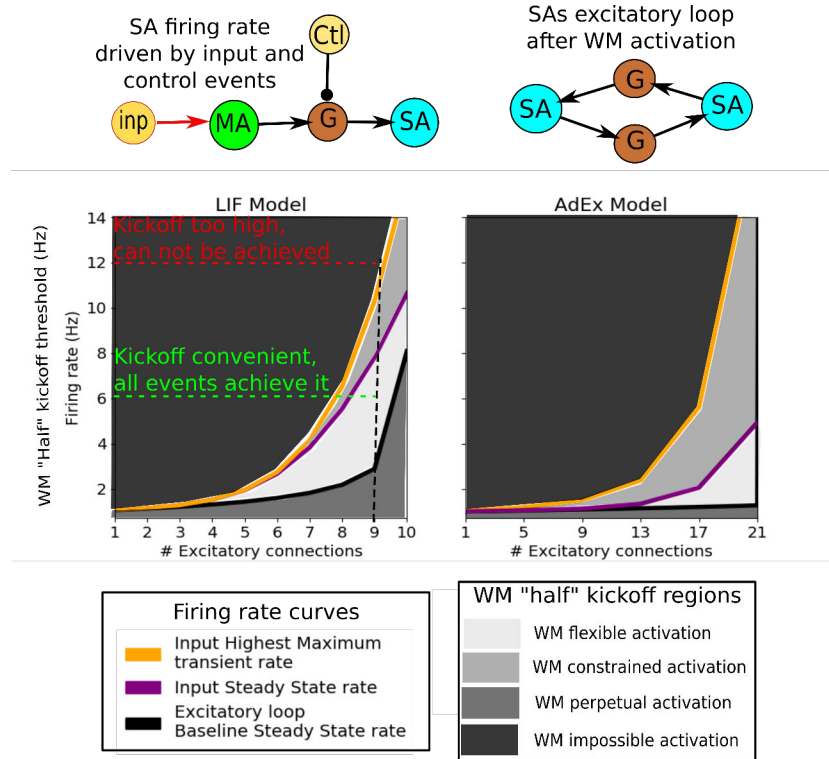 SA firing rate
driven by input and
control events
Ctl
inp
MA
G
SA
SAs excitatory loop
after WM activation
G
SA
SA
G
LIF Model
WM "Half" kickoff threshold (Hz)
Firing rate (Hz)
14
12
10
8
6
4
2
Kickoff too high,
can not be achieved
Kickoff convenient,
all events achieve it
1 2 3 4 5 6 7 8 9 10
# Excitatory connections
AdEx Model
1 5 9 13 17 21
# Excitatory connections
Firing rate curves
Input Highest Maximum
transient rate
Input Steady State rate
Excitatory loop
Baseline Steady State rate
WM "half" kickoff regions
WM flexible activation
WM constrained activation
WM perpetual activation
WM impossible activation